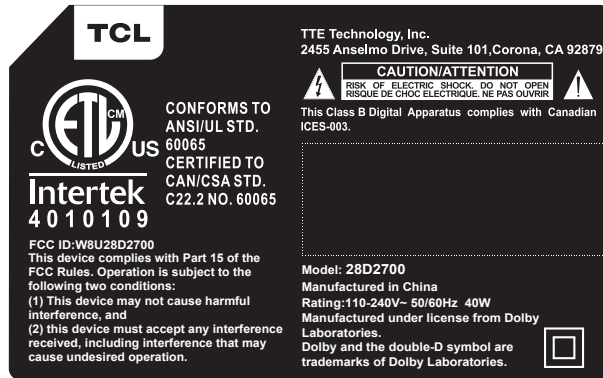 TCL
C ETL CM US
LISTED
Intertek
4010109
CONFORMS TO
ANSI/UL STD.
60065
CERTIFIED TO
CAN/CSA STD.
C22.2 NO. 60065
FCC ID:W8U28D2700
This device complies with Part 15 of the
FCC Rules. Operation is subject to the
following two conditions:
(1) This device may not cause harmful
interference, and
(2) this device must accept any interference
received, including interference that may
cause undesired operation.
TTE Technology, Inc.
2455 Anselmo Drive, Suite 101,Corona, CA 92879
CAUTION/ATTENTION
RISK OF ELECTRIC SHOCK. DO NOT OPEN
RISQUE DE CHOC ELECTRIQUE. NE PAS OUVRIR
!
This Class B Digital Apparatus complies with Canadian
ICES-003.
Model: 28D2700
Manufactured in China
Rating:110-240V~ 50/60Hz 40W
Manufactured under license from Dolby
Laboratories.
Dolby and the double-D symbol are
trademarks of Dolby Laboratories.